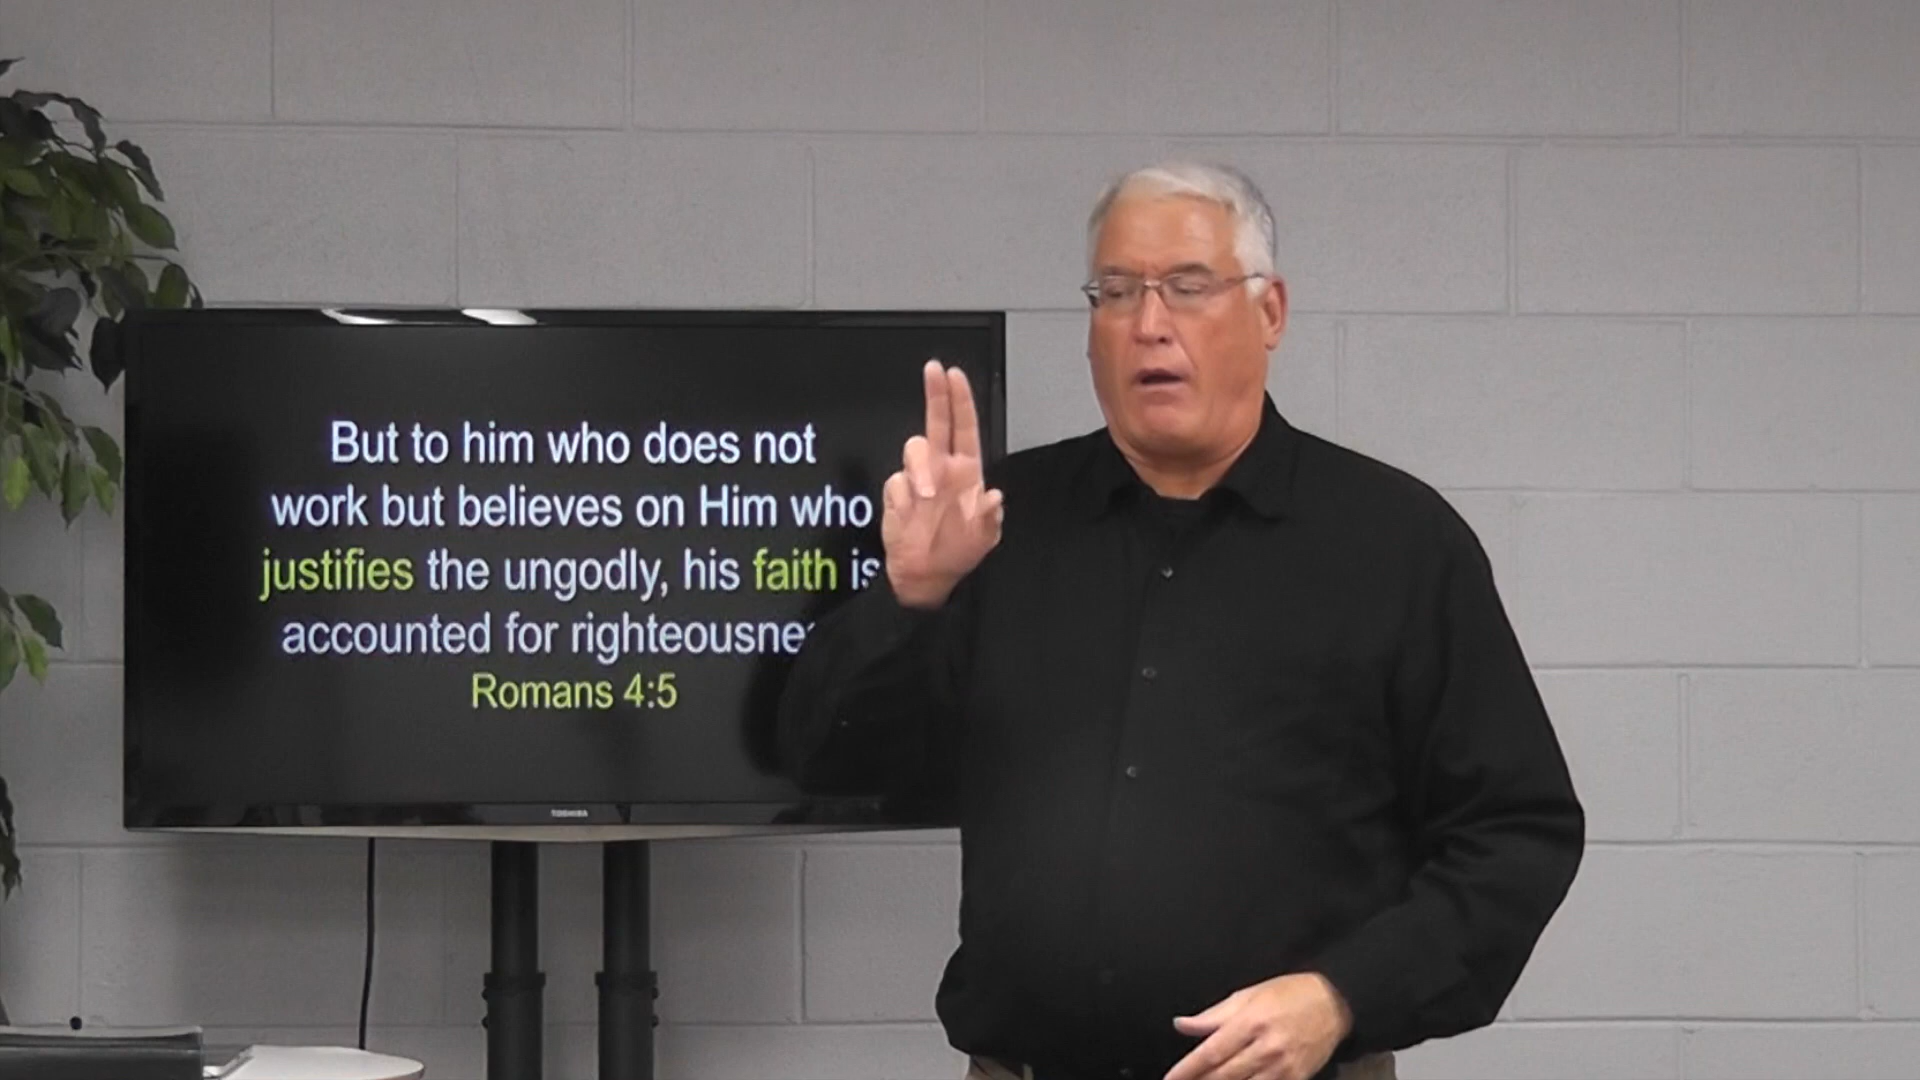 But to him who does not
work but believes on Him who
justifies the ungodly, his faith is
accounted for
Romans 4:5
TOSHIBA